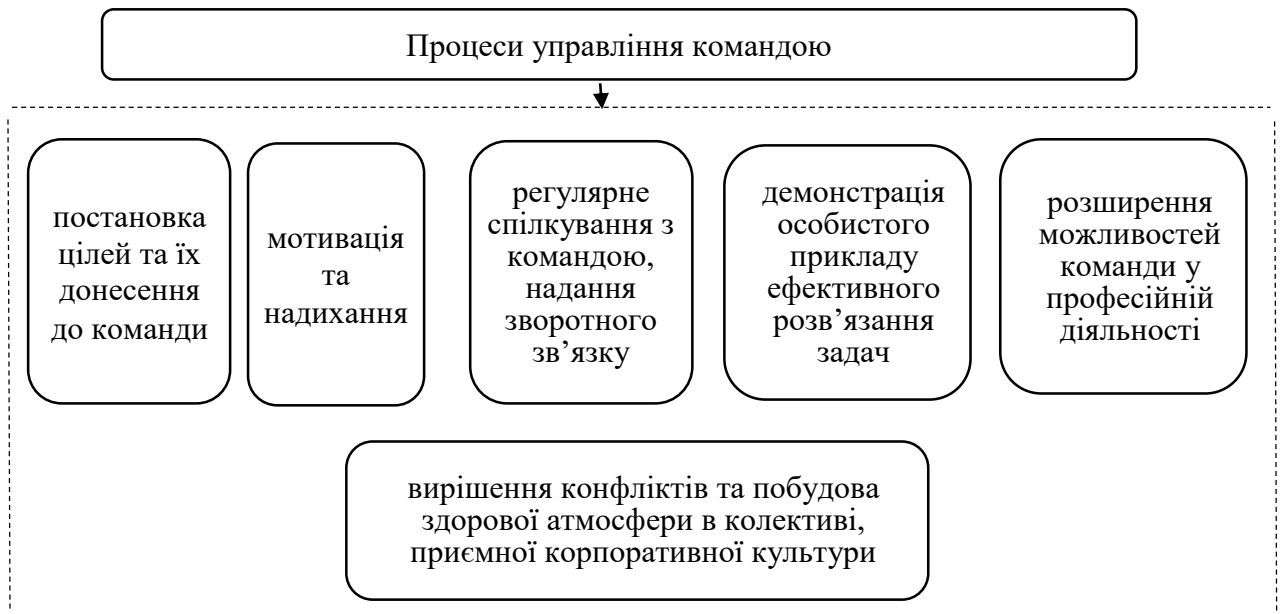 Процеси управління командою
постановка
цілей та їх
донесення
до команди
мотивація
та
надихання
регулярне
спілкування з
командою,
надання
зворотного
зв’язку
демонстрація
особистого
прикладу
ефективного
розв’язання
задач
розширення
можливостей
команди у
професійній
діяльності
вирішення конфліктів та побудова
здорової атмосфери в колективі,
приємної корпоративної культури